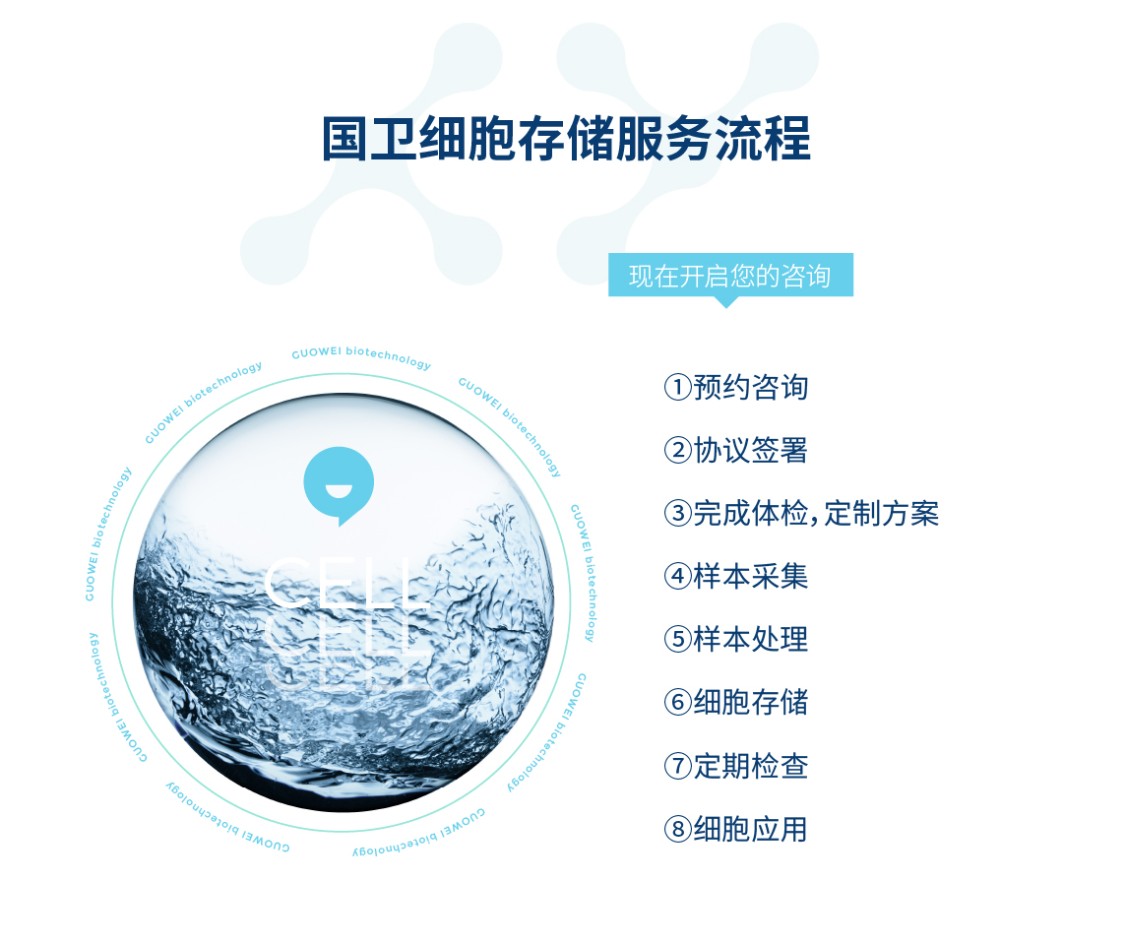 国卫细胞存储服务流程
现在开启您的咨询
GUOWEI biotechnology
GUOWEI biotechnology
GUOWEI biotechnology
GUOWEI biotechnology
GUOWEI biotechnology
GUOWEI biotechnology
GUOWEI biotechnology
GUOWEI biotechnology
GUOWEI biotechnology
CELL
CELL
CELL
①预约咨询
②协议签署
③完成体检，定制方案
④样本采集
⑤样本处理
⑥细胞存储
⑦定期检查
⑧细胞应用